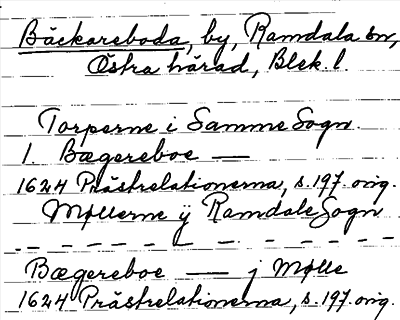 Bäckareboda, by, Ramdala sn,
Östra härad, Blek. l.
Torperne i Samme Sogn.
1. Bægereboe —
1624 Prästrelationerna, s. 197. orig.
Møllerne ÿ Ramdale Sogn
Bægereboe — j Mølle
1624 Prästrelationerna, s. 197. orig.